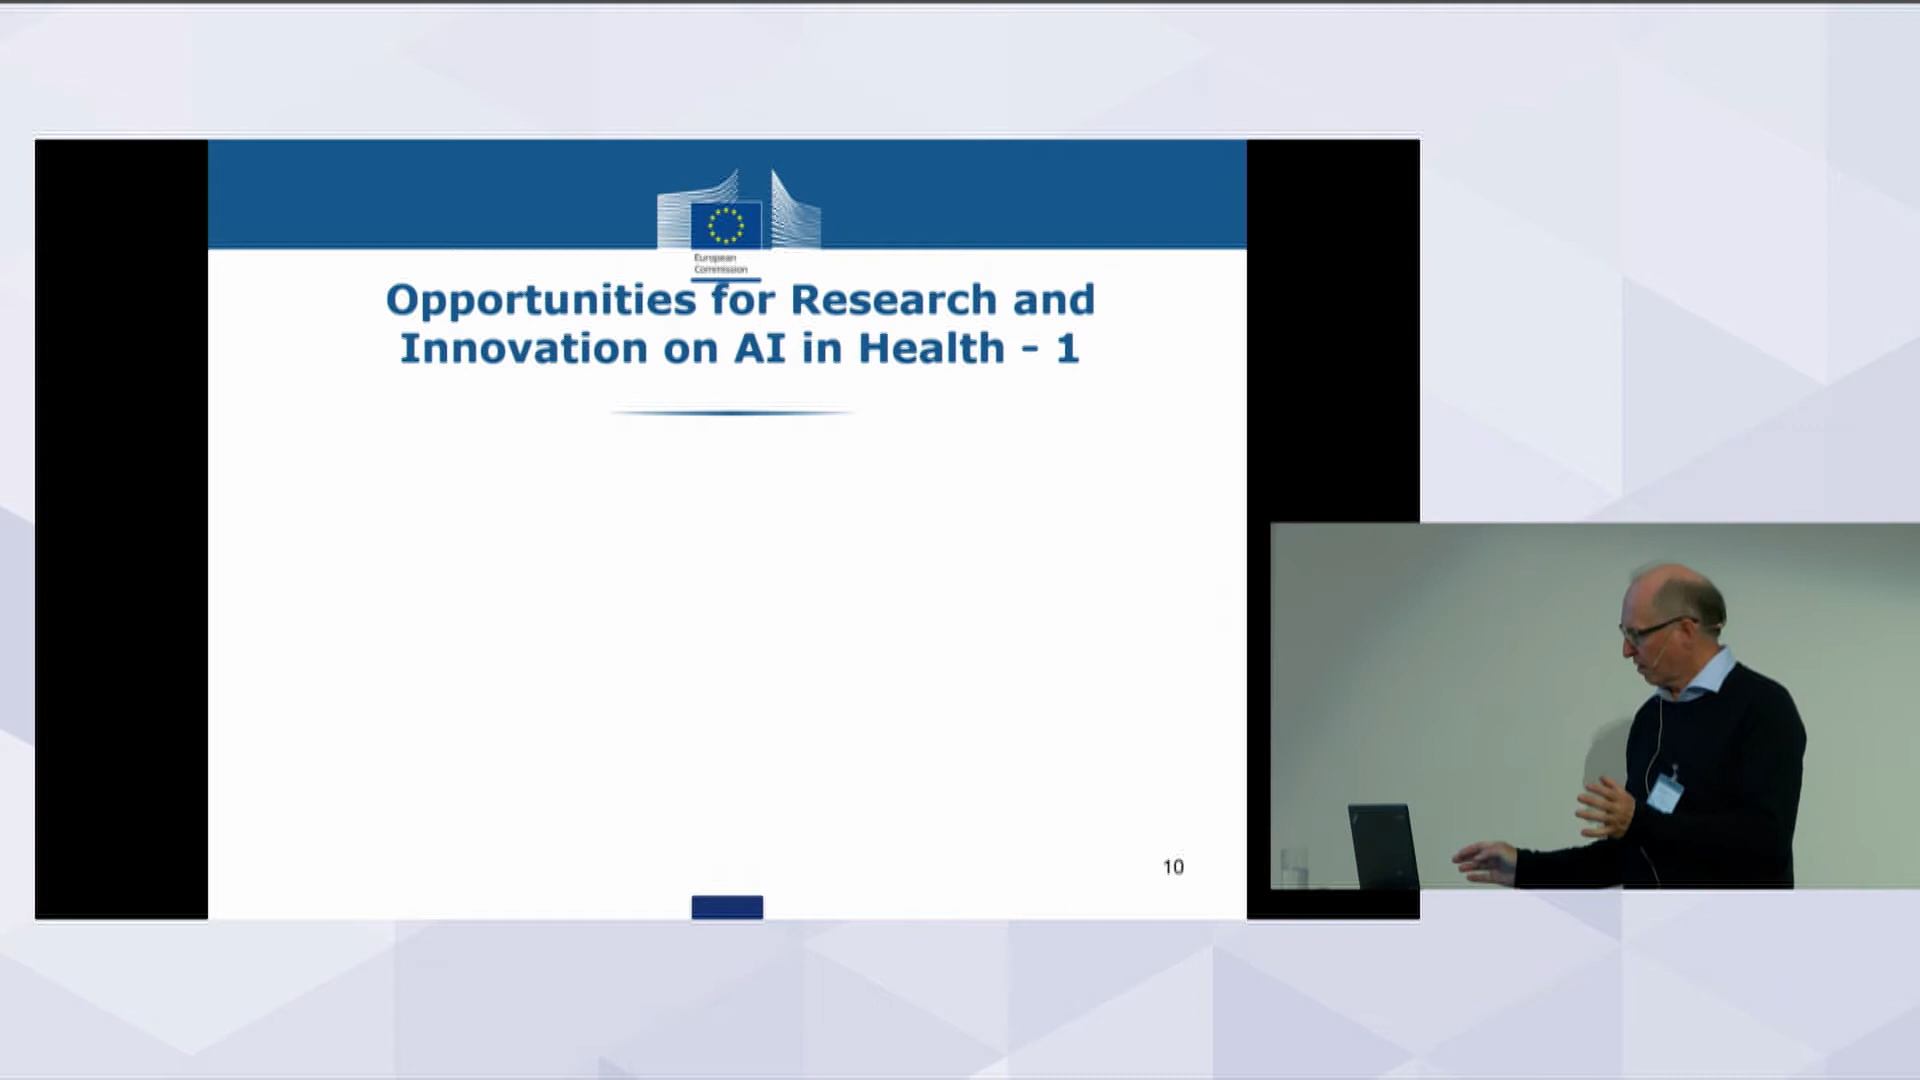 European
Commission
Opportunities for Research and
Innovation on AI in Health - 1
10